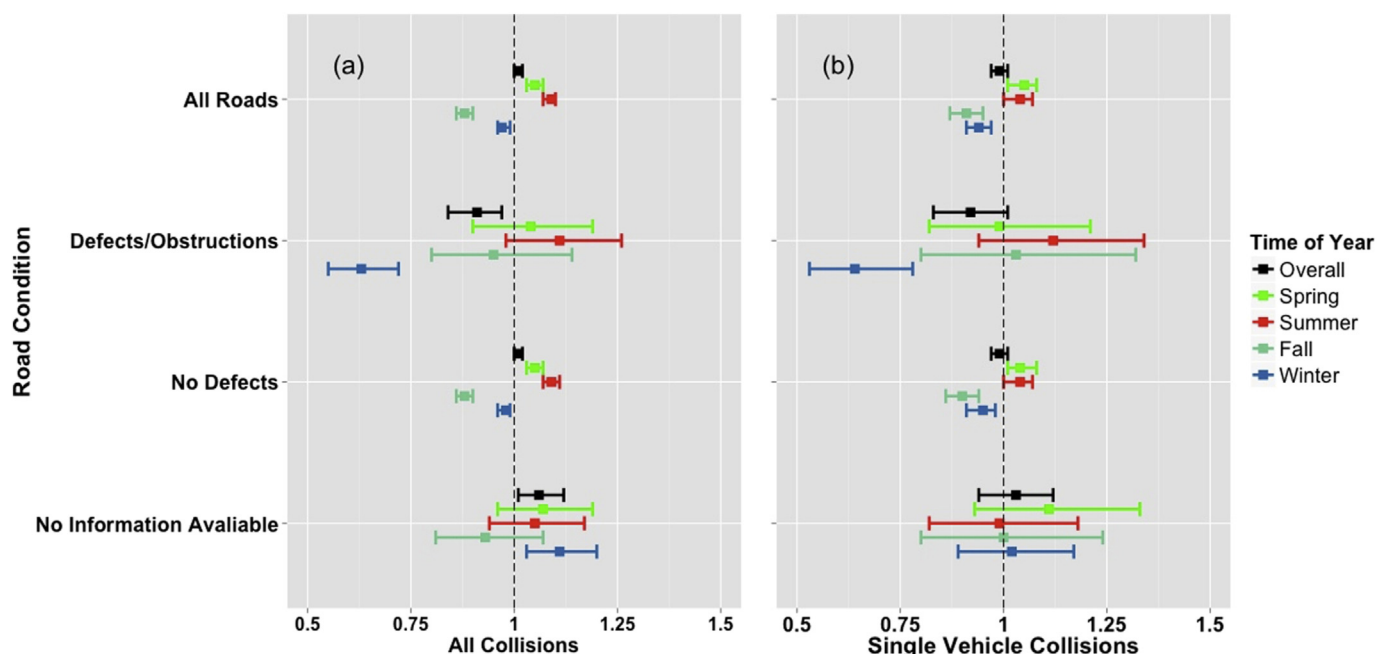 (a)
(b)
Road Condition
All Roads
Defects/Obstructions
No Defects
No Information Avaliable
0.5 0.75 1 1.25 1.5
All Collisions
0.5 0.75 1 1.25 1.5
Single Vehicle Collisions
Time of Year
Overall
Spring
Summer
Fall
Winter